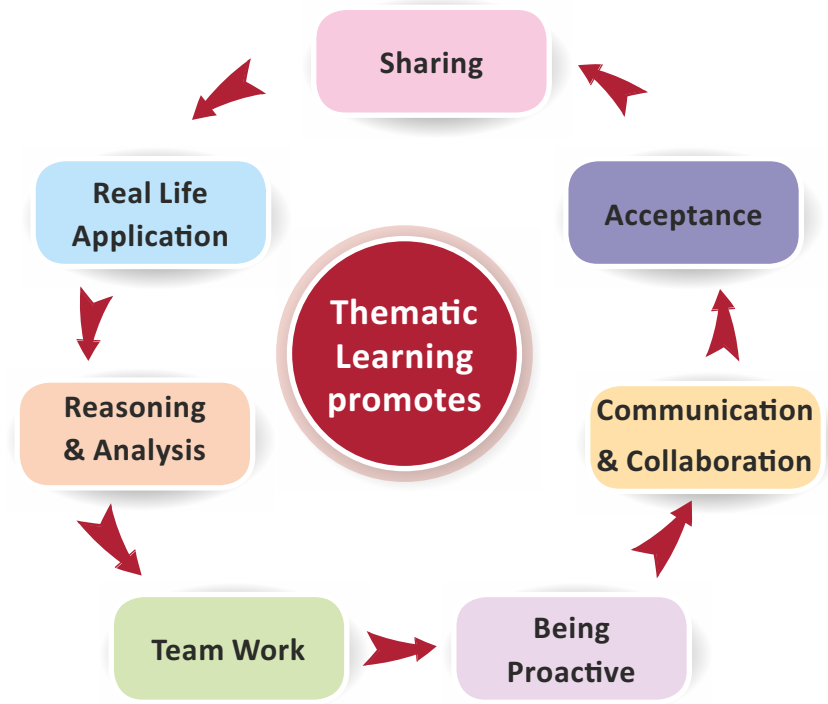 Sharing
Real Life
Application
Acceptance
Thematic
Learning
promotes
Reasoning
& Analysis
Communication
& Collaboration
Team Work
Being
Proactive